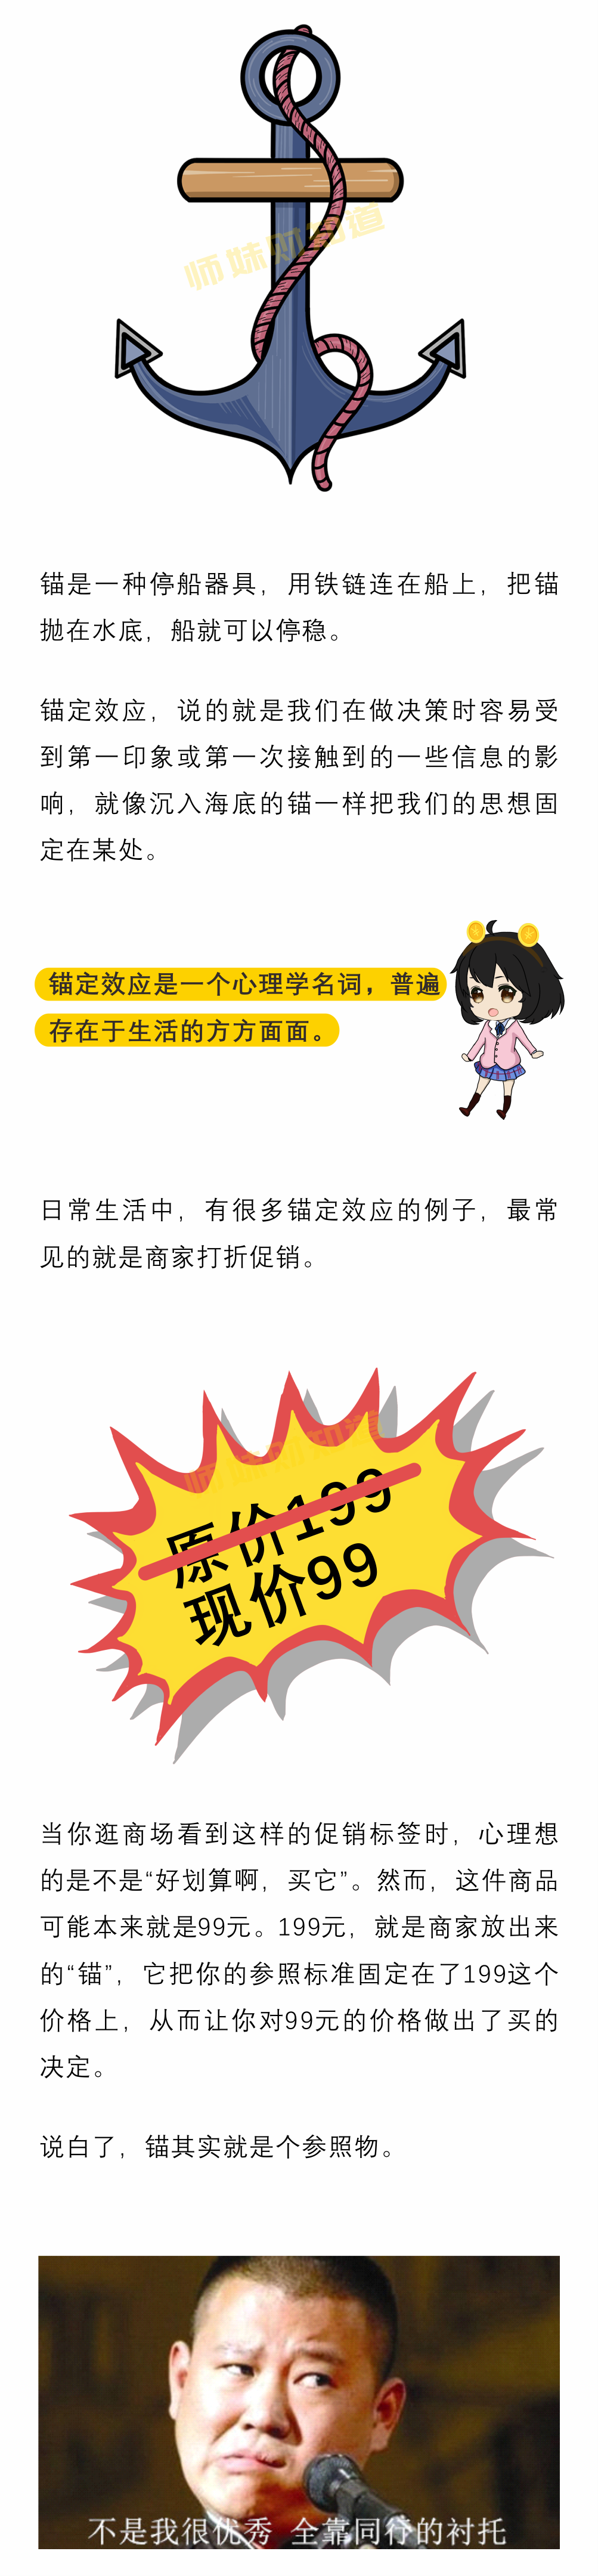 师妹财知道
锚是一种停船器具，用铁链连在船上，把锚
抛在水底，船就可以停稳。
锚定效应，说的就是我们在做决策时容易受
到第一印象或第一次接触到的一些信息的影
响，就像沉入海底的锚一样把我们的思想固
定在某处。
锚定效应是一个心理学名词，普遍
存在于生活的方方面面。
日常生活中，有很多锚定效应的例子，最常
见的就是商家打折促销。
师妹财知道
原价199
现价99
当你逛商场看到这样的促销标签时，心理想
的是不是“好划算啊，买它”。然而，这件商品
可能本来就是99元。199元，就是商家放出来
的“锚”，它把你的参照标准固定在了199这个
价格上，从而让你对99元的价格做出了买的
决定。
说白了，锚其实就是个参照物。
不是我很优秀 全靠同行的衬托